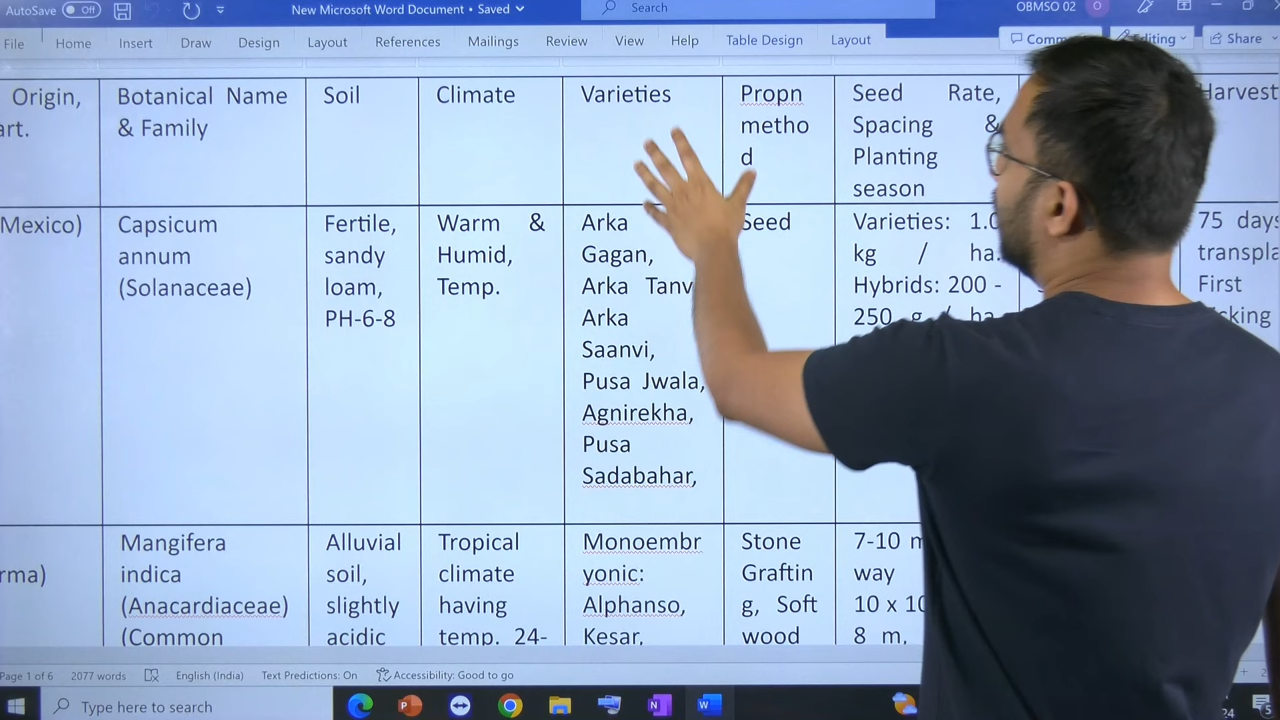 AutoSave Off
New Microsoft Word Document • Saved
Search
OBMSO 02 O
File Home Insert Draw Design Layout References Mailings Review View Help Table Design Layout
Editing Share
Origin,
art.
Botanical Name
& Family
Soil
Climate
Varieties
Propn
metho
d
Seed Rate,
Spacing &
Planting
season
Harvest
Mexico)
Capsicum
annum
(Solanaceae)
Fertile,
sandy
loam,
PH-6-8
Warm &
Humid,
Temp.
Arka
Gagan,
Arka Tanv
Arka
Saanvi,
Pusa Jwala,
Agnirekha,
Pusa
Sadabahar,
Seed
Varieties: 1.0
kg / ha.
Hybrids: 200 -
250 g / ha
75 days
transpla
First
rma)
Mangifera
indica
(Anacardiaceae)
(Common
Alluvial
soil,
slightly
acidic
Tropical
climate
having
temp. 24-
Monoembr
yonic:
Alphanso,
Kesar,
Stone
Graftin
g, Soft
wood
7-10 m
way
10 x 10
8 m.
Page 1 of 6 2077 words English (India) Text Predictions: On Accessibility: Good to go
Type here to search
24